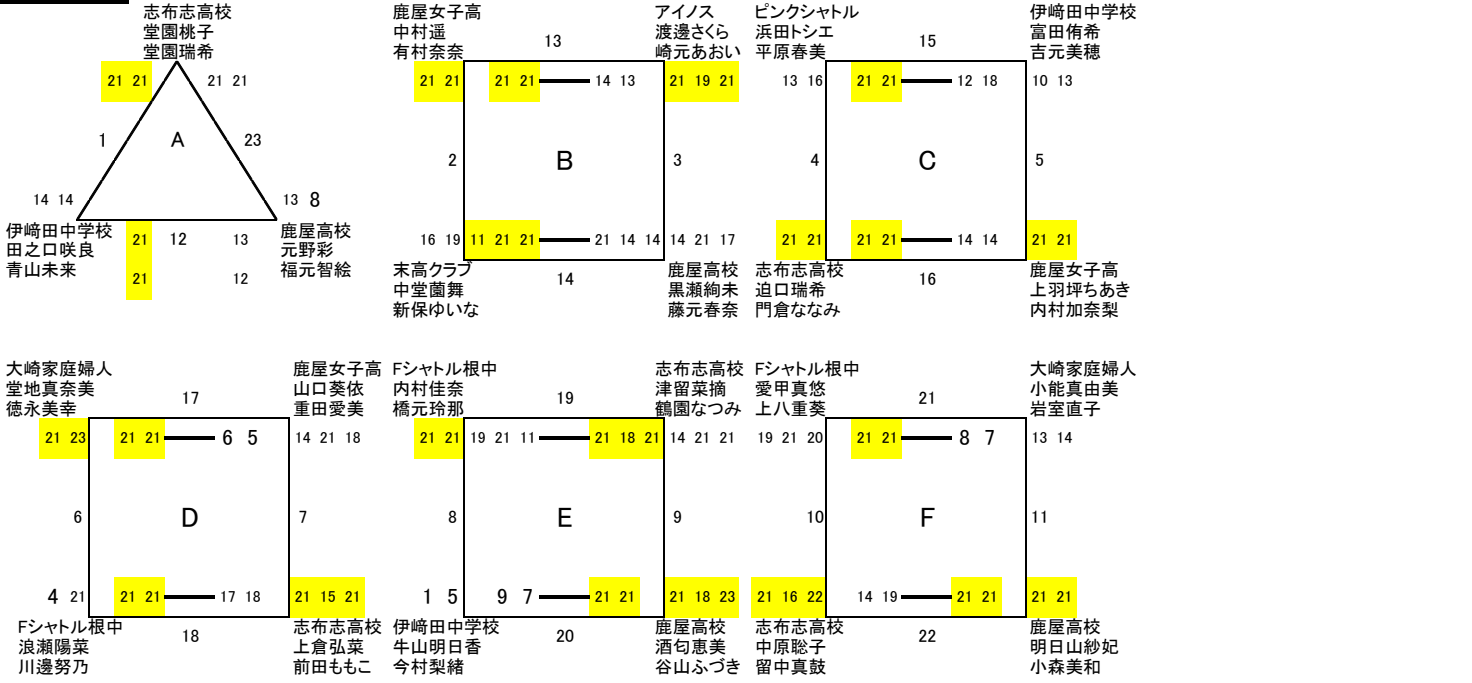 志布志高校
堂園桃子
堂園瑞希
21 21
21 21
1
A
23
14 14
13 8
伊﨑田中学校
田之口咲良
青山未来
21 12 13
21 12
鹿屋高校
元野彩
福元智絵
鹿屋女子高
中村遥
有村奈奈
13
アイノス
渡邊さくら
崎元あおい
21 21 21 21 14 13 21 19 21
2
B
3
16 19 11 21 21 21 14 14 14 21 17
末高クラブ
中堂薗舞
新保ゆいな
14
鹿屋高校
黒瀬絢未
藤元春奈
ピンクシャトル
浜田トシエ
平原春美
15
伊﨑田中学校
富田侑希
吉元美穂
13 16 21 21 12 18 10 13
4
C
5
21 21 21 21 14 14 21 21
志布志高校
迫口瑞希
門倉ななみ
16
鹿屋女子高
上羽坪ちあき
内村加奈梨
大崎家庭婦人
堂地真奈美
徳永美幸
17
鹿屋女子高
山口葵依
重田愛美
21 23 21 21 6 5 14 21 18
6
D
7
4 21 21 21 17 18 21 15 21
Fシャトル根中
浪瀬陽菜
川邊努乃
18
志布志高校
上倉弘菜
前田ももこ
Fシャトル根中
内村佳奈
橋元玲那
19
志布志高校
津留菜摘
鶴園なつみ
21 21 19 21 11 21 18 21 14 21 21
8
E
9
1 5 9 7 21 21 21 18 23
伊﨑田中学校
牛山明日香
今村梨緒
20
鹿屋高校
酒匂恵美
谷山ふづき
Fシャトル根中
愛甲真悠
上八重葵
21
大崎家庭婦人
小能真由美
岩室直子
19 21 20 21 21 8 7 13 14
10
F
11
21 16 22 14 19 21 21 21 21
志布志高校
中原聡子
留中真鼓
22
鹿屋高校
明日山紗妃
小森美和